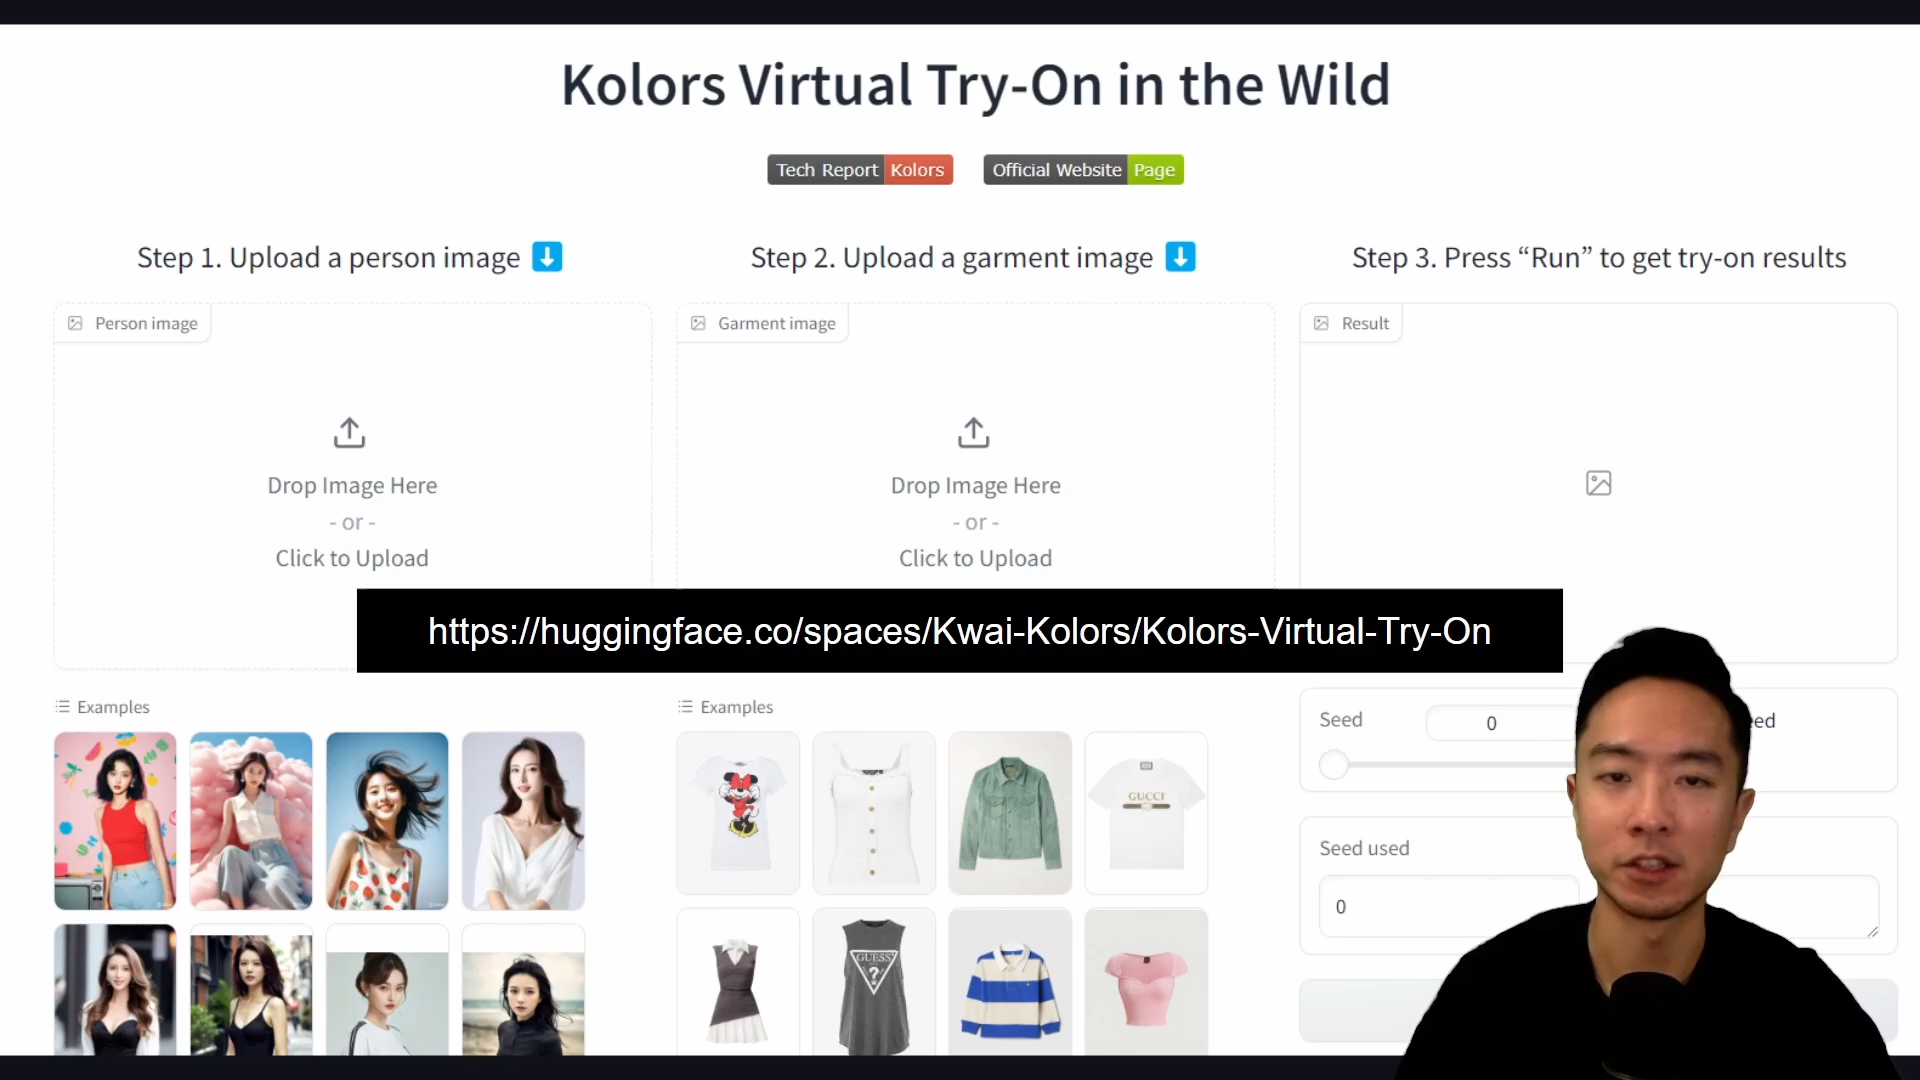 Kolors Virtual Try-On in the Wild
Tech Report Kolors
Official Website Page
Step 1. Upload a person image
Step 2. Upload a garment image
Step 3. Press “Run” to get try-on results
Person image
Drop Image Here
- or -
Click to Upload
Garment image
Drop Image Here
- or -
Click to Upload
Result
https://huggingface.co/spaces/Kwai-Kolors/Kolors-Virtual-Try-On
Examples
Examples
GUCCI
GUESS
?
Seed
0
Seed used
0